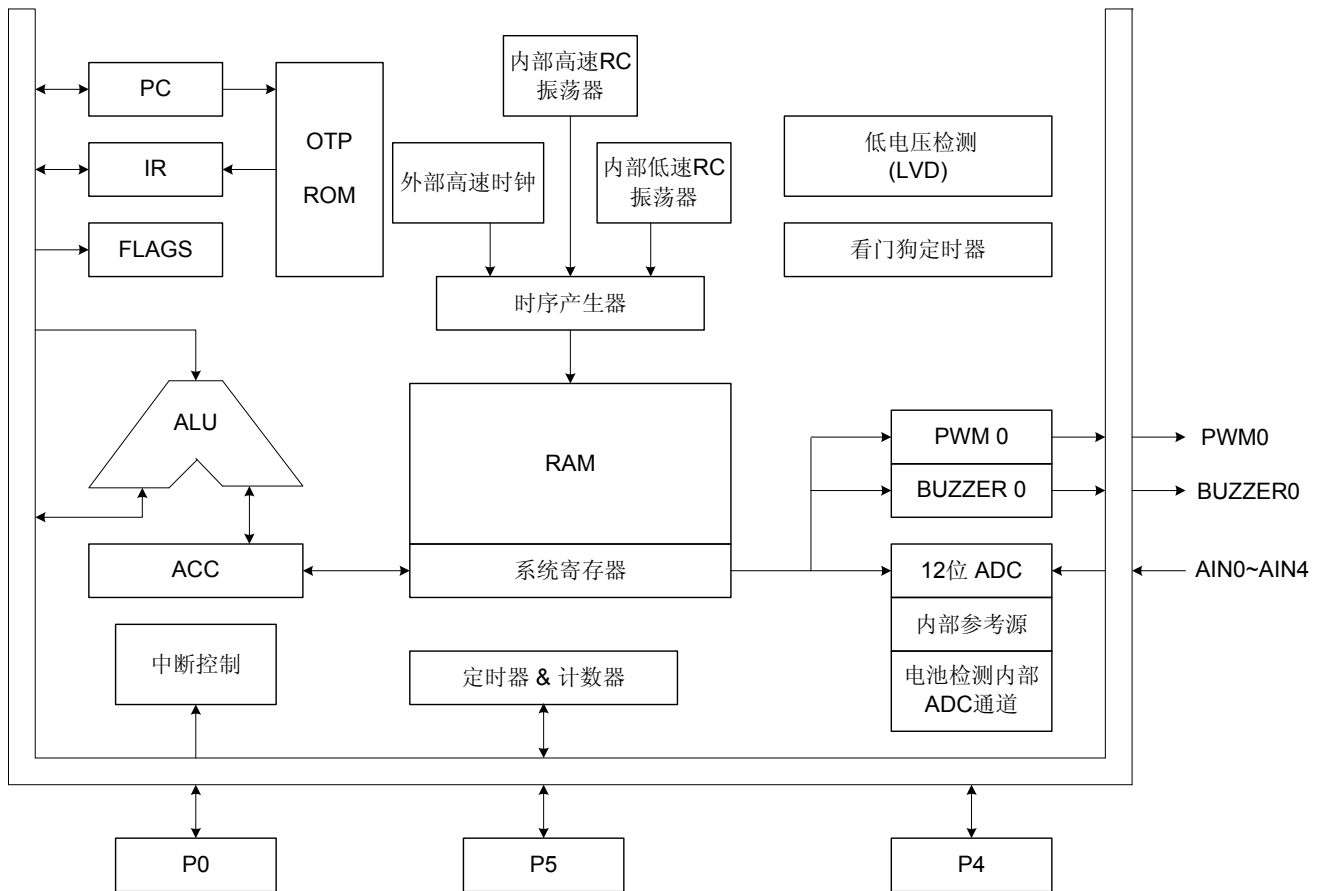 内部高速RC
振荡器
PC
OTP
ROM
低电压检测
(LVD)
IR
外部高速时钟
内部低速RC
振荡器
FLAGS
看门狗定时器
时序产生器
ALU
RAM
PWM 0
PWM0
BUZZER 0
BUZZER0
ACC
系统寄存器
12位 ADC
AIN0~AIN4
内部参考源
中断控制
定时器 & 计数器
电池检测内部
ADC通道
P0
P5
P4